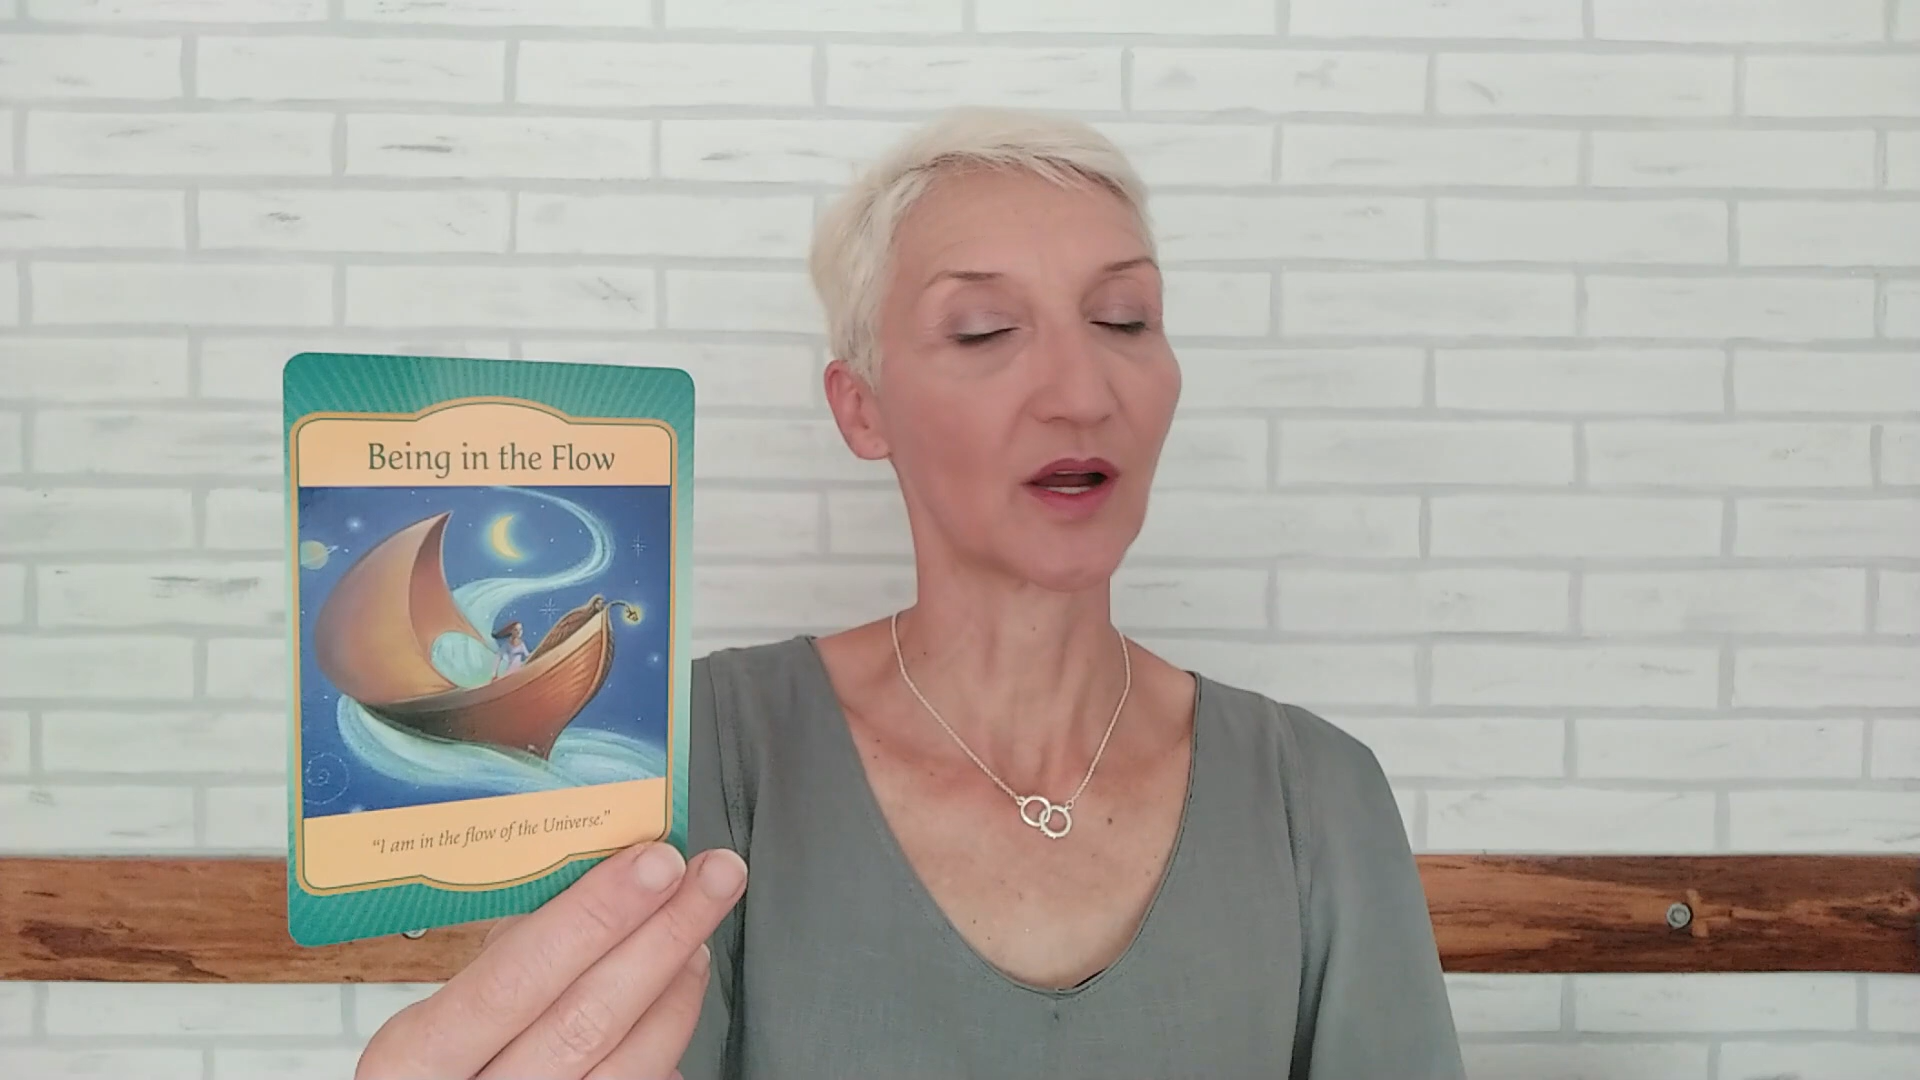 Being in the Flow
“I am in the flow of the Universe.”